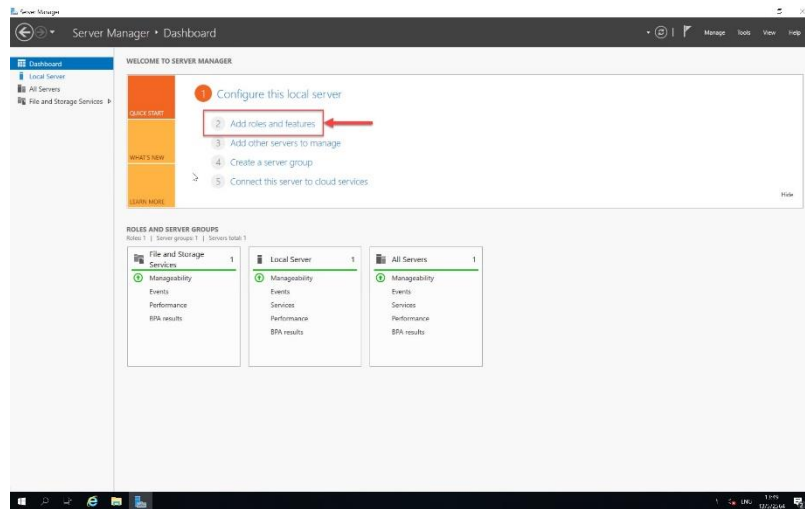 Server Manager
Server Manager • Dashboard
Manage Tools View Help
Dashboard
Local Server
All Servers
File and Storage Services
WELCOME TO SERVER MANAGER
QUICK START
WHAT'S NEW
LEARN MORE
1 Configure this local server
2 Add roles and features
3 Add other servers to manage
4 Create a server group
5 Connect this server to cloud services
Hide
ROLES AND SERVER GROUPS
Roles: 1 | Server groups: 1 | Servers total: 1
File and Storage Services 1
Manageability
Events
Performance
BPA results
Local Server 1
Manageability
Events
Services
Performance
BPA results
All Servers 1
Manageability
Events
Services
Performance
BPA results
ENG